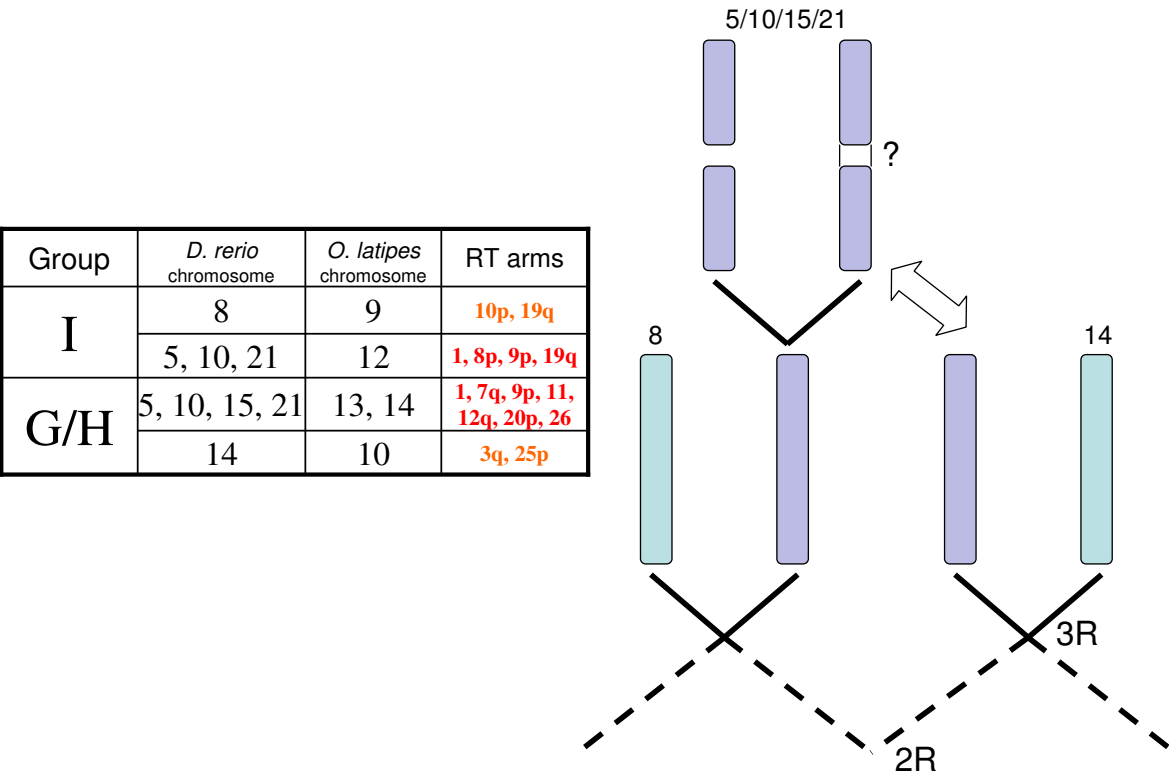 5/10/15/21
?
8
14
3R
2R
Group
D. rerio
chromosome
O. latipes
chromosome
RT arms
I
8
9
10p, 19q
5, 10, 21
12
1, 8p, 9p, 19q
G/H
5, 10, 15, 21
13, 14
1, 7q, 9p, 11,
12q, 20p, 26
14
10
3q, 25p